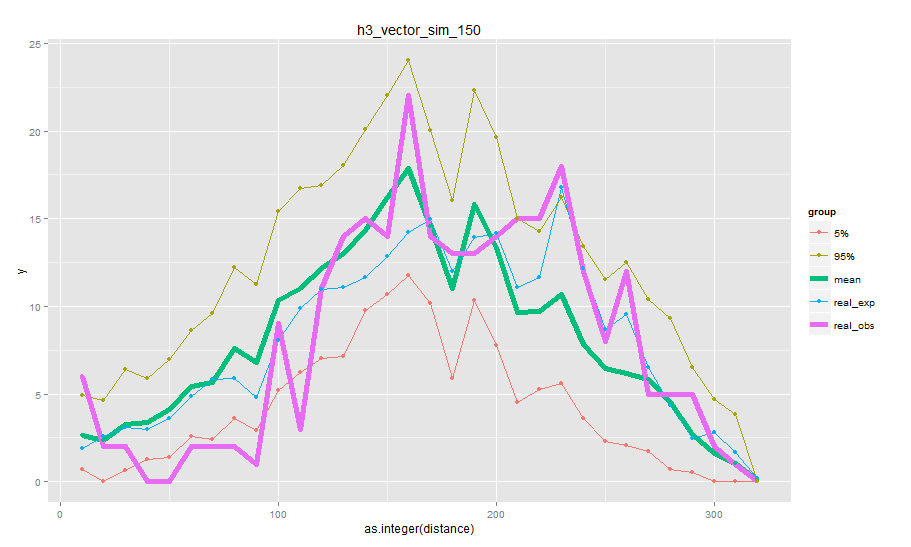 h3_vector_sim_150
25
20
15
10
5
0
y
0 100 200 300
as.integer(distance)
group
5%
95%
mean
real_exp
real_obs